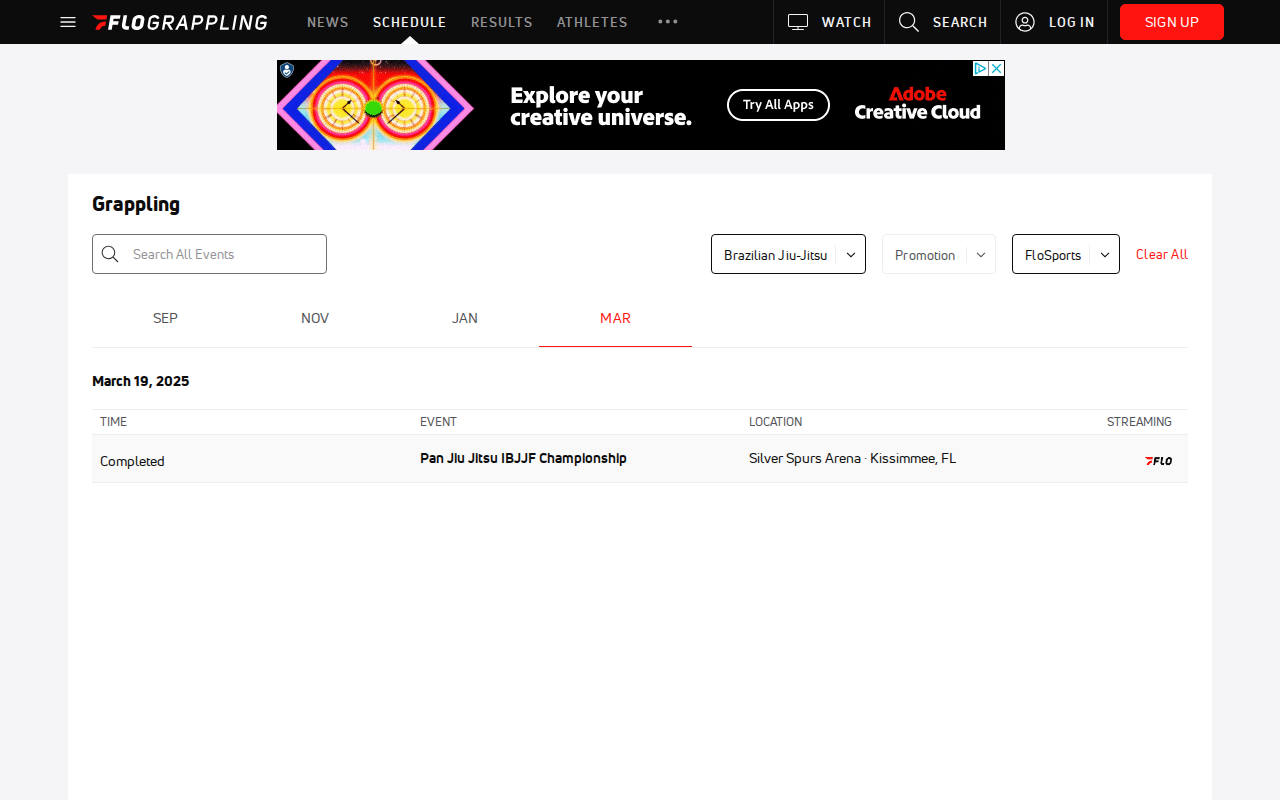 FLOGRAPPLING NEWS SCHEDULE RESULTS ATHLETES WATCH SEARCH LOG IN SIGN UP
Explore your
creative universe.
Try All Apps
Adobe
Creative Cloud
Grappling
Search All Events
Brazilian Jiu-Jitsu
Promotion
FloSports
Clear All
SEP NOV JAN MAR
March 19, 2025
TIME EVENT LOCATION STREAMING
Completed Pan Jiu Jitsu IBJJF Championship Silver Spurs Arena · Kissimmee, FL FLO